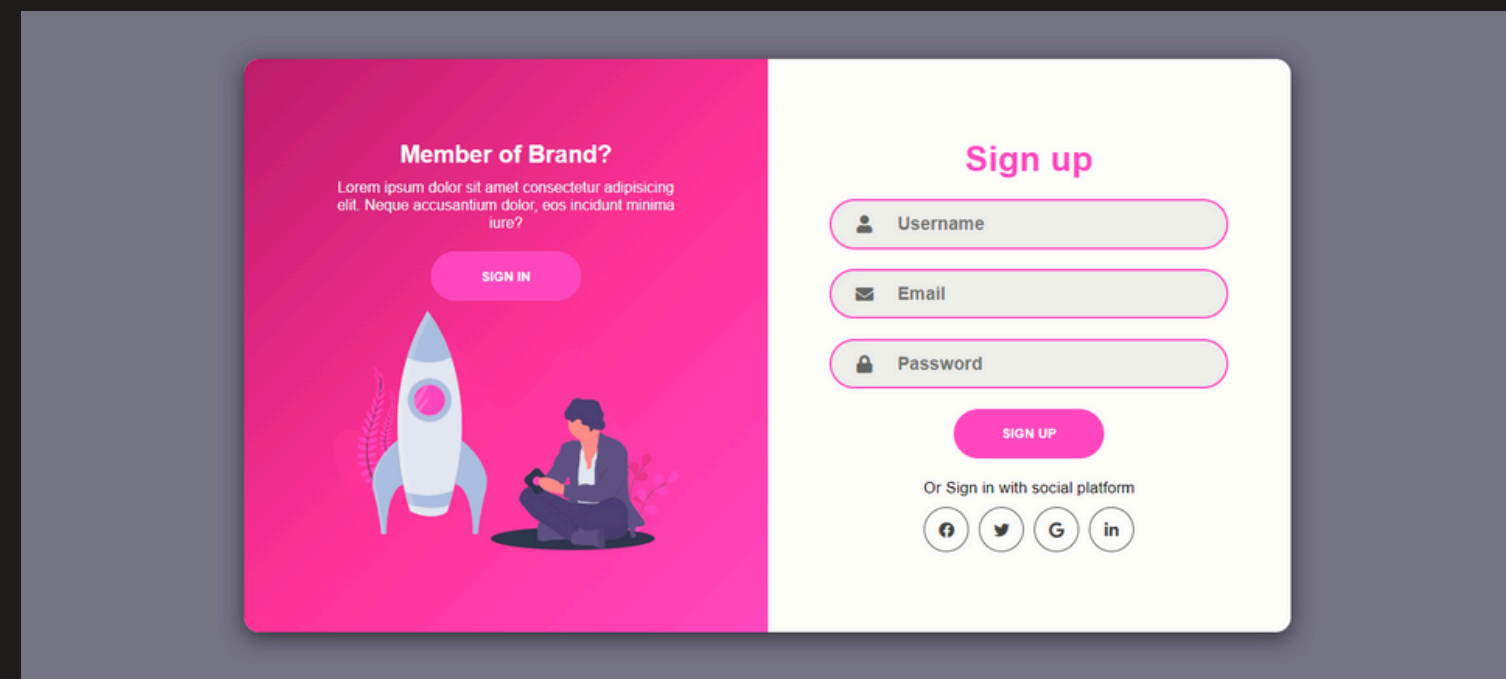 Member of Brand?
Lorem ipsum dolor sit amet consectetur adipisicing
elit. Neque accusantium dolor, eos incidunt minima
iure?
SIGN IN
Sign up
Username
Email
Password
SIGN UP
Or Sign in with social platform